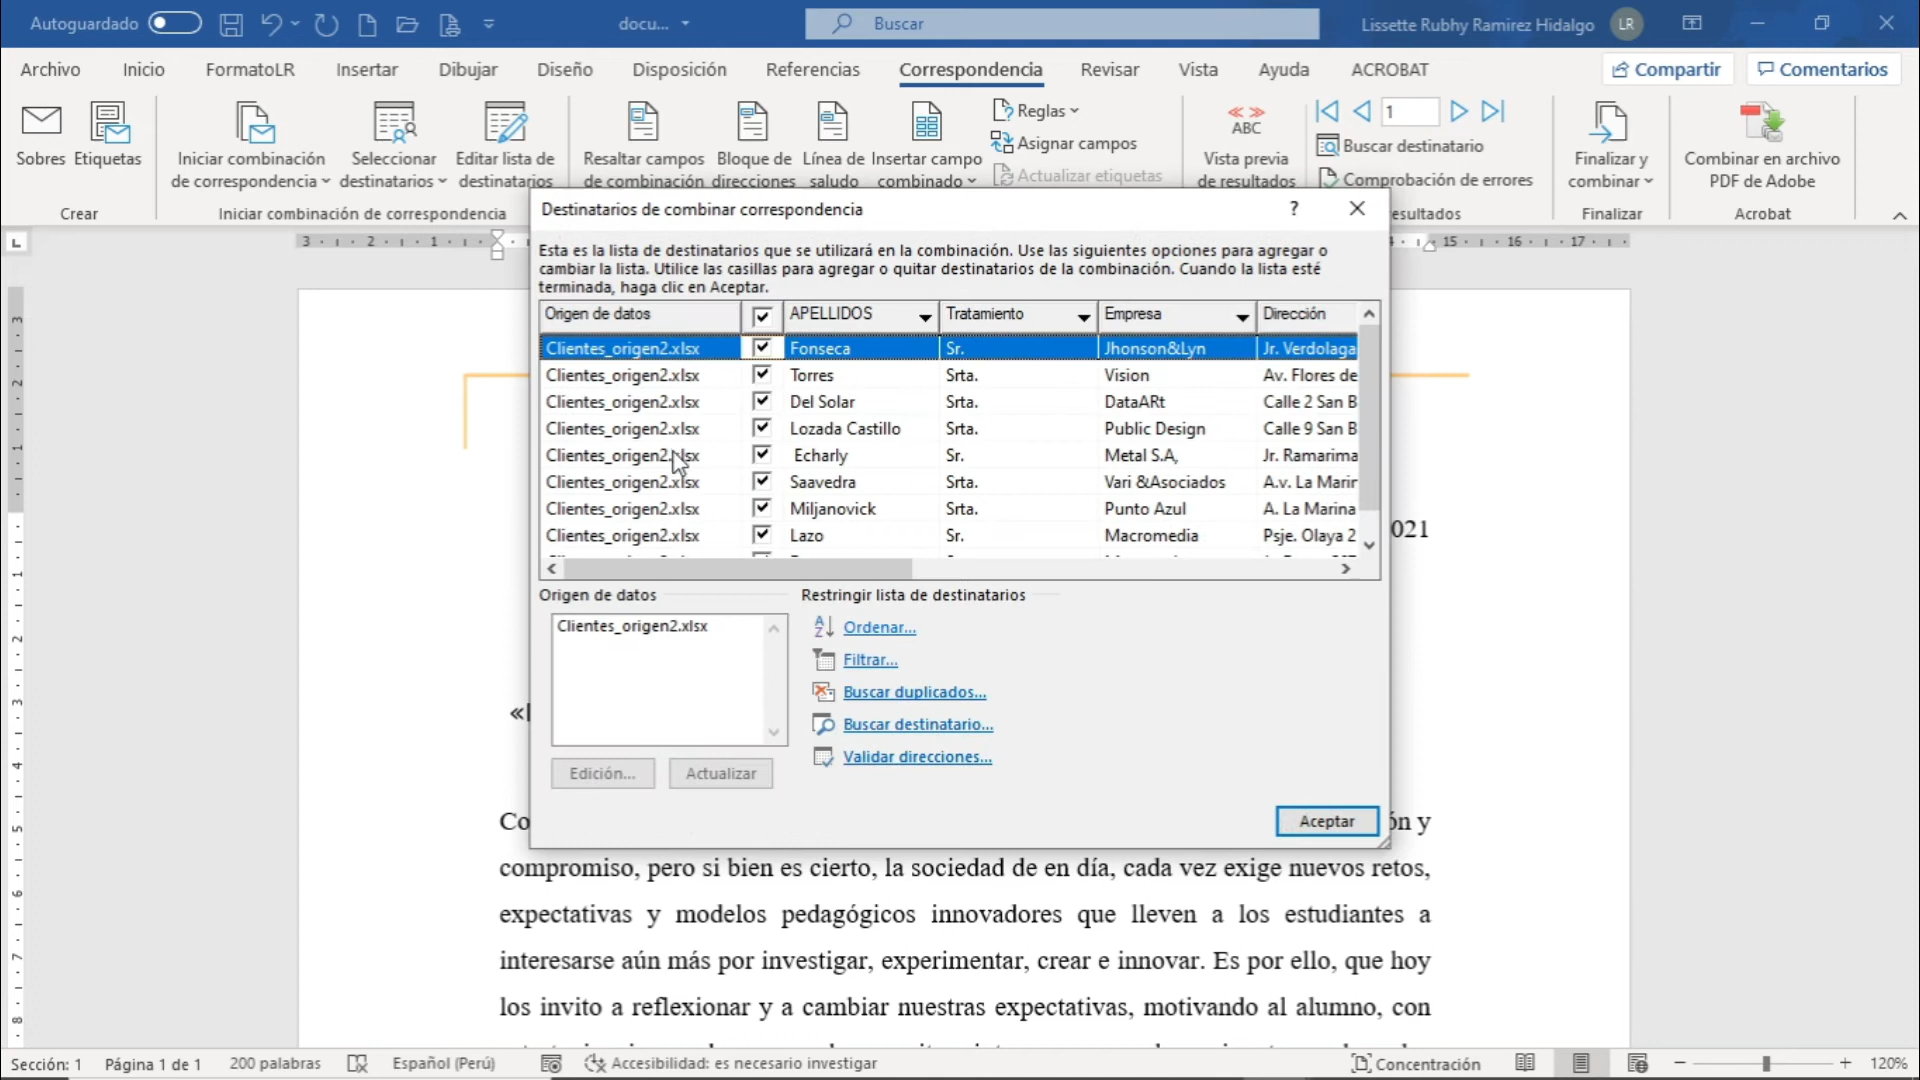 Autoguardado docu... Buscar Lissette Rubhy Ramirez Hidalgo LR
Archivo Inicio FormatoLR Insertar Dibujar Diseño Disposición Referencias Correspondencia Revisar Vista Ayuda ACROBAT Compartir Comentarios
Sobres Etiquetas
Crear
Iniciar combinación de correspondencia
Seleccionar destinatarios
Editar lista de destinatarios
Iniciar combinación de correspondencia
Resaltar campos de combinación
Bloque de direcciones
Línea de saludo
Insertar campo combinado
Reglas
Asignar campos
Actualizar etiquetas
ABC
Vista previa de resultados
1
Buscar destinatario
Comprobación de errores
esultados
Finalizar y combinar
Finalizar
Combinar en archivo PDF de Adobe
Acrobat
L 3 2 1 15 16 17
Destinatarios de combinar correspondencia ?
Esta es la lista de destinatarios que se utilizará en la combinación. Use las siguientes opciones para agregar o
cambiar la lista. Utilice las casillas para agregar o quitar destinatarios de la combinación. Cuando la lista esté
terminada, haga clic en Aceptar.
Origen de datos APELLIDOS Tratamiento Empresa Dirección
Clientes_origen2.xlsx Fonseca Sr. Jhonson&Lyn Jr. Verdolaga
Clientes_origen2.xlsx Torres Srta. Vision Av. Flores de
Clientes_origen2.xlsx Del Solar Srta. DataARt Calle 2 San B
Clientes_origen2.xlsx Lozada Castillo Srta. Public Design Calle 9 San B
Clientes_origen2.xlsx Echarly Sr. Metal S.A, Jr. Ramarima
Clientes_origen2.xlsx Saavedra Srta. Vari &Asociados A.v. La Marir
Clientes_origen2.xlsx Miljanovick Srta. Punto Azul A. La Marina
Clientes_origen2.xlsx Lazo Sr. Macromedia Psje. Olaya 2
Origen de datos
Clientes_origen2.xlsx
Edición... Actualizar
Restringir lista de destinatarios
Ordenar...
Filtrar...
Buscar duplicados...
Buscar destinatario...
Validar direcciones...
Aceptar
021
«
Co ón y
compromiso, pero si bien es cierto, la sociedad de en día, cada vez exige nuevos retos,
expectativas y modelos pedagógicos innovadores que lleven a los estudiantes a
interesarse aún más por investigar, experimentar, crear e innovar. Es por ello, que hoy
los invito a reflexionar y a cambiar nuestras expectativas, motivando al alumno, con
Sección: 1 Página 1 de 1 200 palabras Español (Perú) Accesibilidad: es necesario investigar Concentración 120%